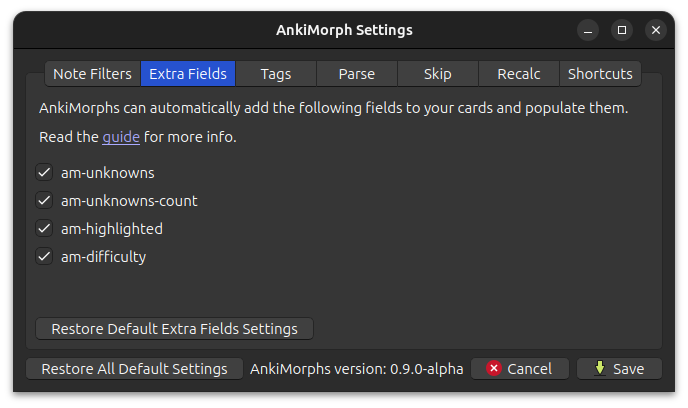 AnkiMorph Settings
Note Filters Extra Fields Tags Parse Skip Recalc Shortcuts
AnkiMorphs can automatically add the following fields to your cards and populate them.
Read the guide for more info.
am-unknowns
am-unknowns-count
am-highlighted
am-difficulty
Restore Default Extra Fields Settings
Restore All Default Settings AnkiMorphs version: 0.9.0-alpha Cancel Save